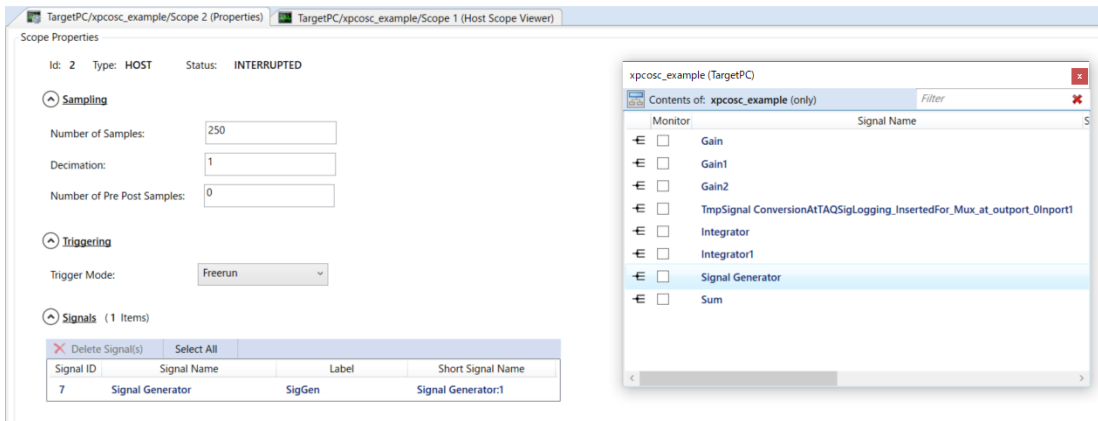 TargetPC/xpcosc_example/Scope 2 (Properties) TargetPC/xpcosc_example/Scope 1 (Host Scope Viewer)
Scope Properties
Id: 2 Type: HOST Status: INTERRUPTED
Sampling
Number of Samples: 250
Decimation: 1
Number of Pre Post Samples: 0
Triggering
Trigger Mode: Freerun
Signals (1 Items)
Delete Signal(s) Select All
Signal ID Signal Name Label Short Signal Name
7 Signal Generator SigGen Signal Generator:1
xpcosc_example (TargetPC) x
Contents of: xpcosc_example (only) Filter
Monitor Signal Name S
Gain
Gain1
Gain2
TmpSignal ConversionAtTAQSigLogging_InsertedFor_Mux_at_outport_0Inport1
Integrator
Integrator1
Signal Generator
Sum